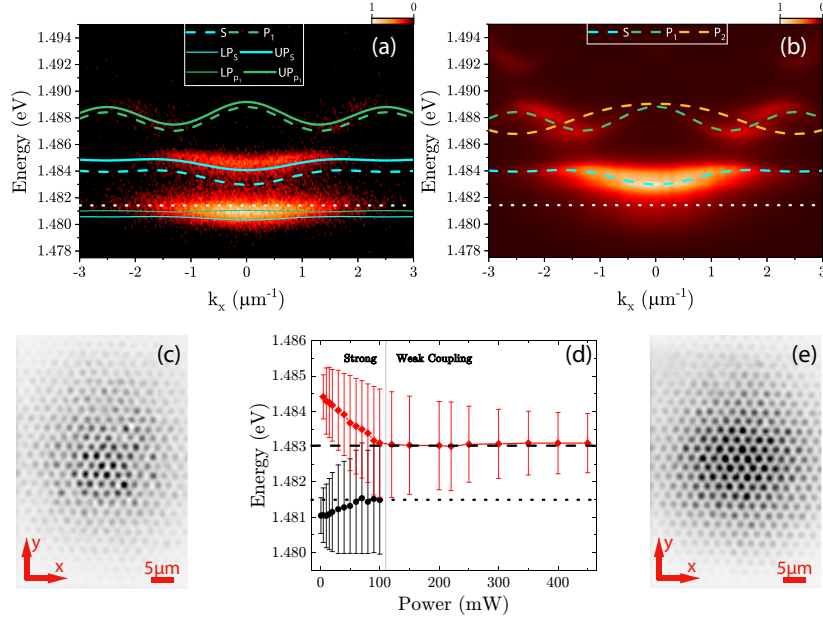 1 0
(a)
S P₁
LP_S UP_S
LP_p₁ UP_p₁
1.494
1.492
1.490
1.488
1.486
1.484
1.482
1.480
1.478
Energy (eV)
-3 -2 -1 0 1 2 3
kₓ (μm⁻¹)
1 0
(b)
S P₁ P₂
1.494
1.492
1.490
1.488
1.486
1.484
1.482
1.480
1.478
Energy (eV)
-3 -2 -1 0 1 2 3
kₓ (μm⁻¹)
(c)
y
x
5μm
(d)
Strong Weak Coupling
1.486
1.485
1.484
1.483
1.482
1.481
1.480
Energy (eV)
0 100 200 300 400
Power (mW)
(e)
y
x
5μm